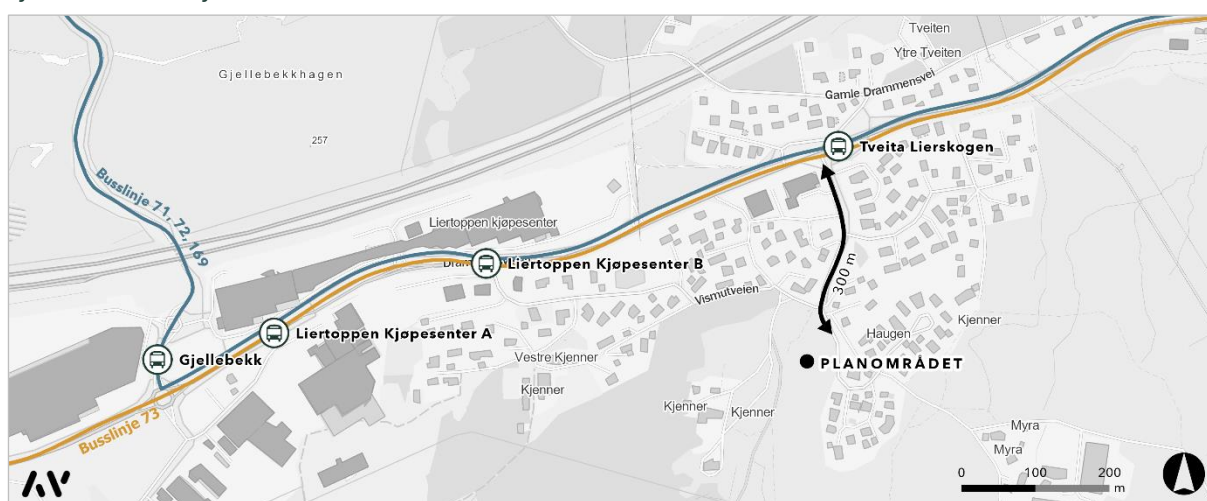 Tveiten
Ytre Tveiten
Gjellebekkhagen
Gamle Drammensvei
257
Tveita Lierskogen
Busslinje 71, 72, 169
Liertoppen kjøpesenter
Liertoppen Kjøpesenter B
300 m
Vismutveien
Liertoppen Kjøpesenter A
Haugen
Kjenner
Gjellebekk
Vestre Kjenner
PLANOMRÅDET
Kjenner
Kjenner
Kjenner
Busslinje 73
Myra
Myra
0 100 200
m